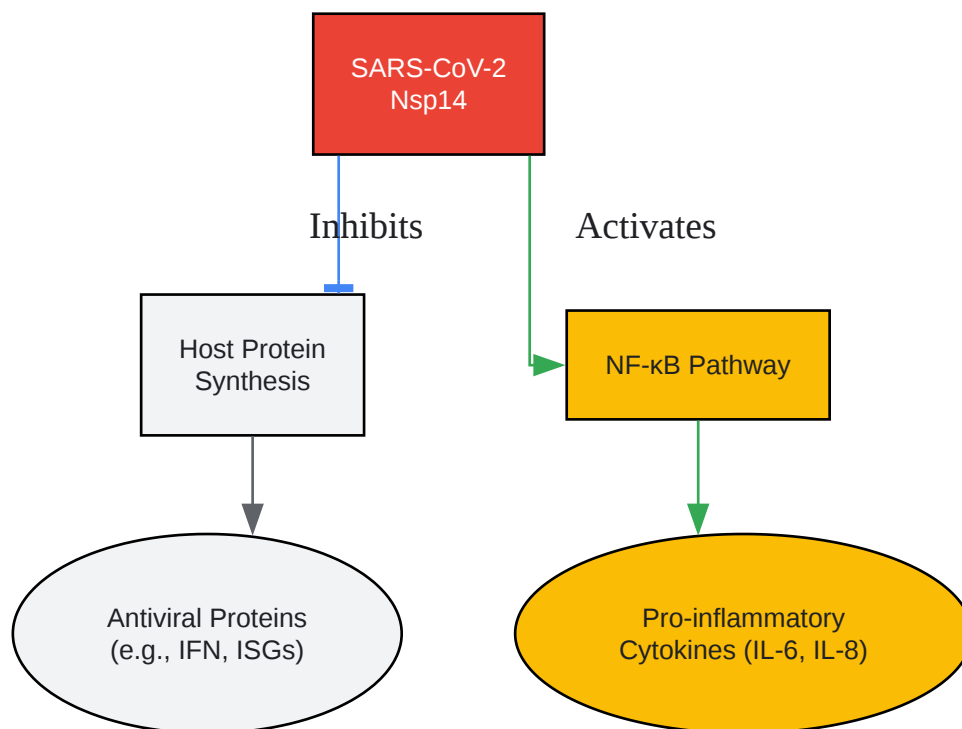 SARS-CoV-2
Nsp14
Inhibits
Activates
Host Protein
Synthesis
NF-κB Pathway
Antiviral Proteins
(e.g., IFN, ISGs)
Pro-inflammatory
Cytokines (IL-6, IL-8)